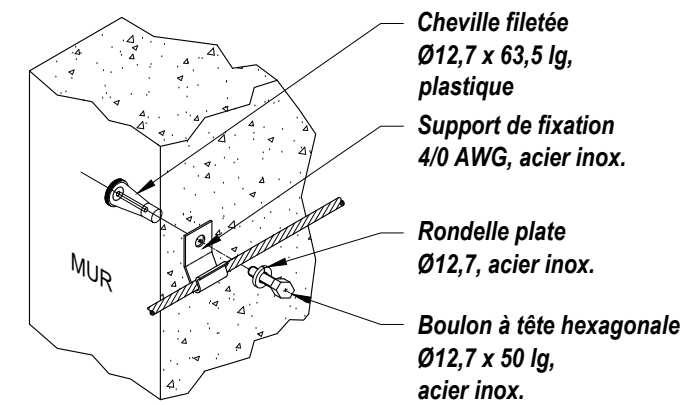 Cheville filetée
Ø12,7 x 63,5 lg,
plastique
Support de fixation
4/0 AWG, acier inox.
Rondelle plate
Ø12,7, acier inox.
MUR
Boulon à tête hexagonale
Ø12,7 x 50 lg,
acier inox.